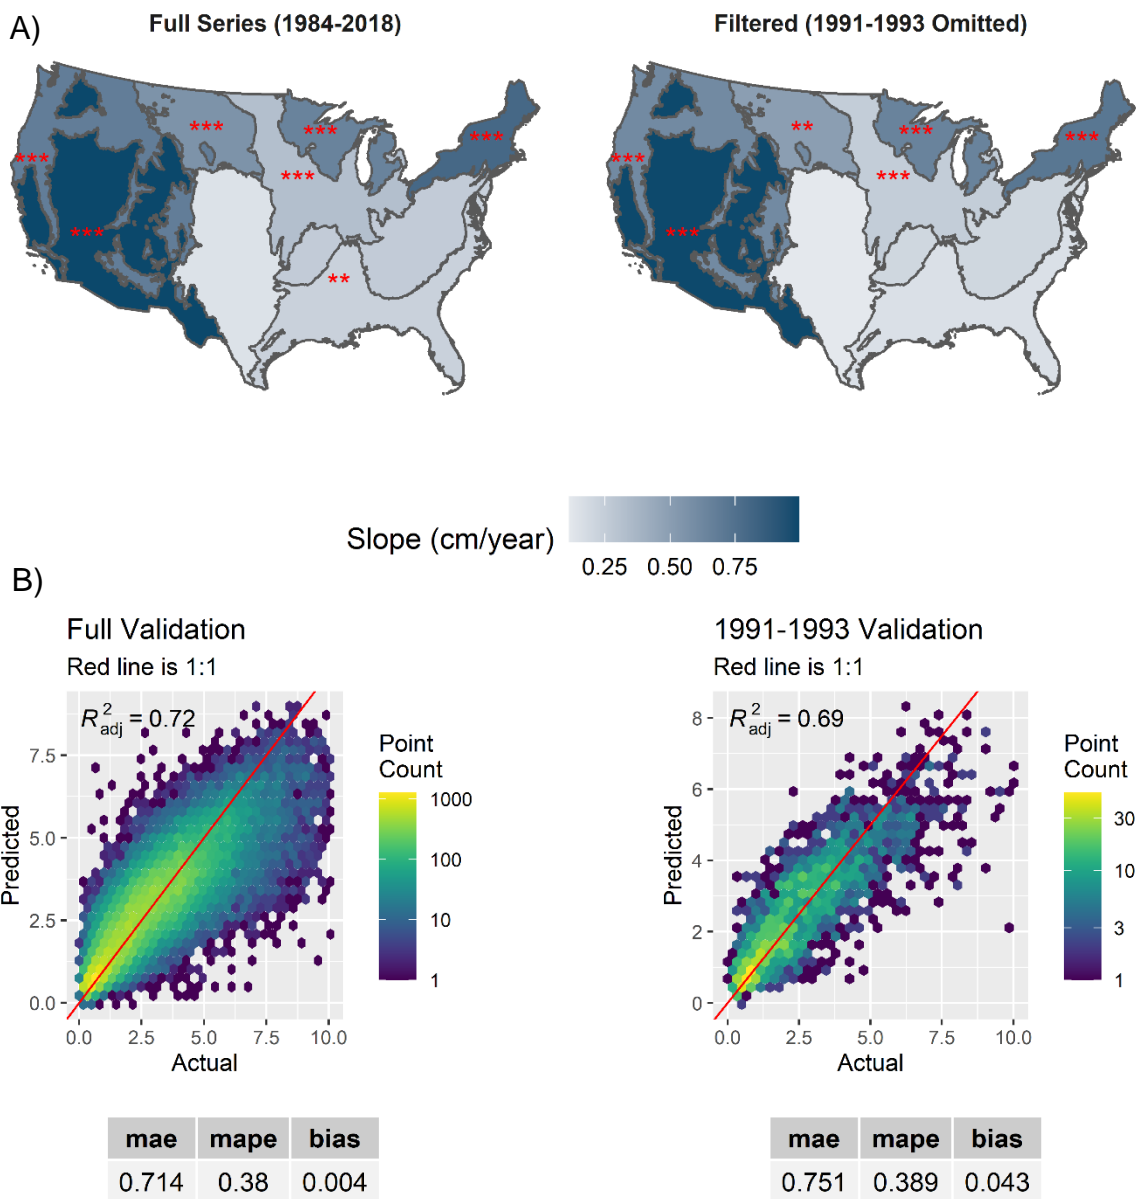 A)
Full Series (1984-2018)
Filtered (1991-1993 Omitted)
*** *** ***
*** ***
***
**
** *** ***
*** ***
***
Slope (cm/year)
0.25 0.50 0.75
B)
Full Validation
Red line is 1:1
R²adj = 0.72
7.5
5.0
2.5
0.0
Predicted
0.0 2.5 5.0 7.5 10.0
Actual
Point
Count
1000
100
10
1
mae mape bias
0.714 0.38 0.004
1991-1993 Validation
Red line is 1:1
R²adj = 0.69
8
6
4
2
0
Predicted
0.0 2.5 5.0 7.5 10.0
Actual
Point
Count
30
10
3
1
mae mape bias
0.751 0.389 0.043